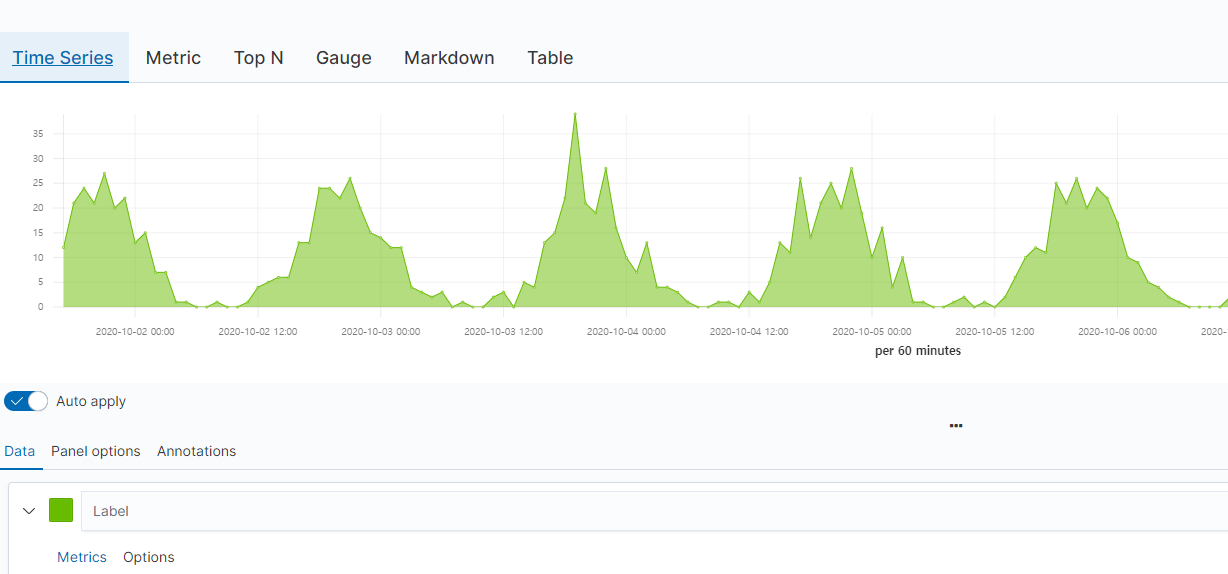 Time Series Metric Top N Gauge Markdown Table
35
30
25
20
15
10
5
0
2020-10-02 00:00 2020-10-02 12:00 2020-10-03 00:00 2020-10-03 12:00 2020-10-04 00:00 2020-10-04 12:00 2020-10-05 00:00 2020-10-05 12:00 2020-10-06 00:00 2020-
per 60 minutes
Auto apply
Data Panel options Annotations
Label
Metrics Options